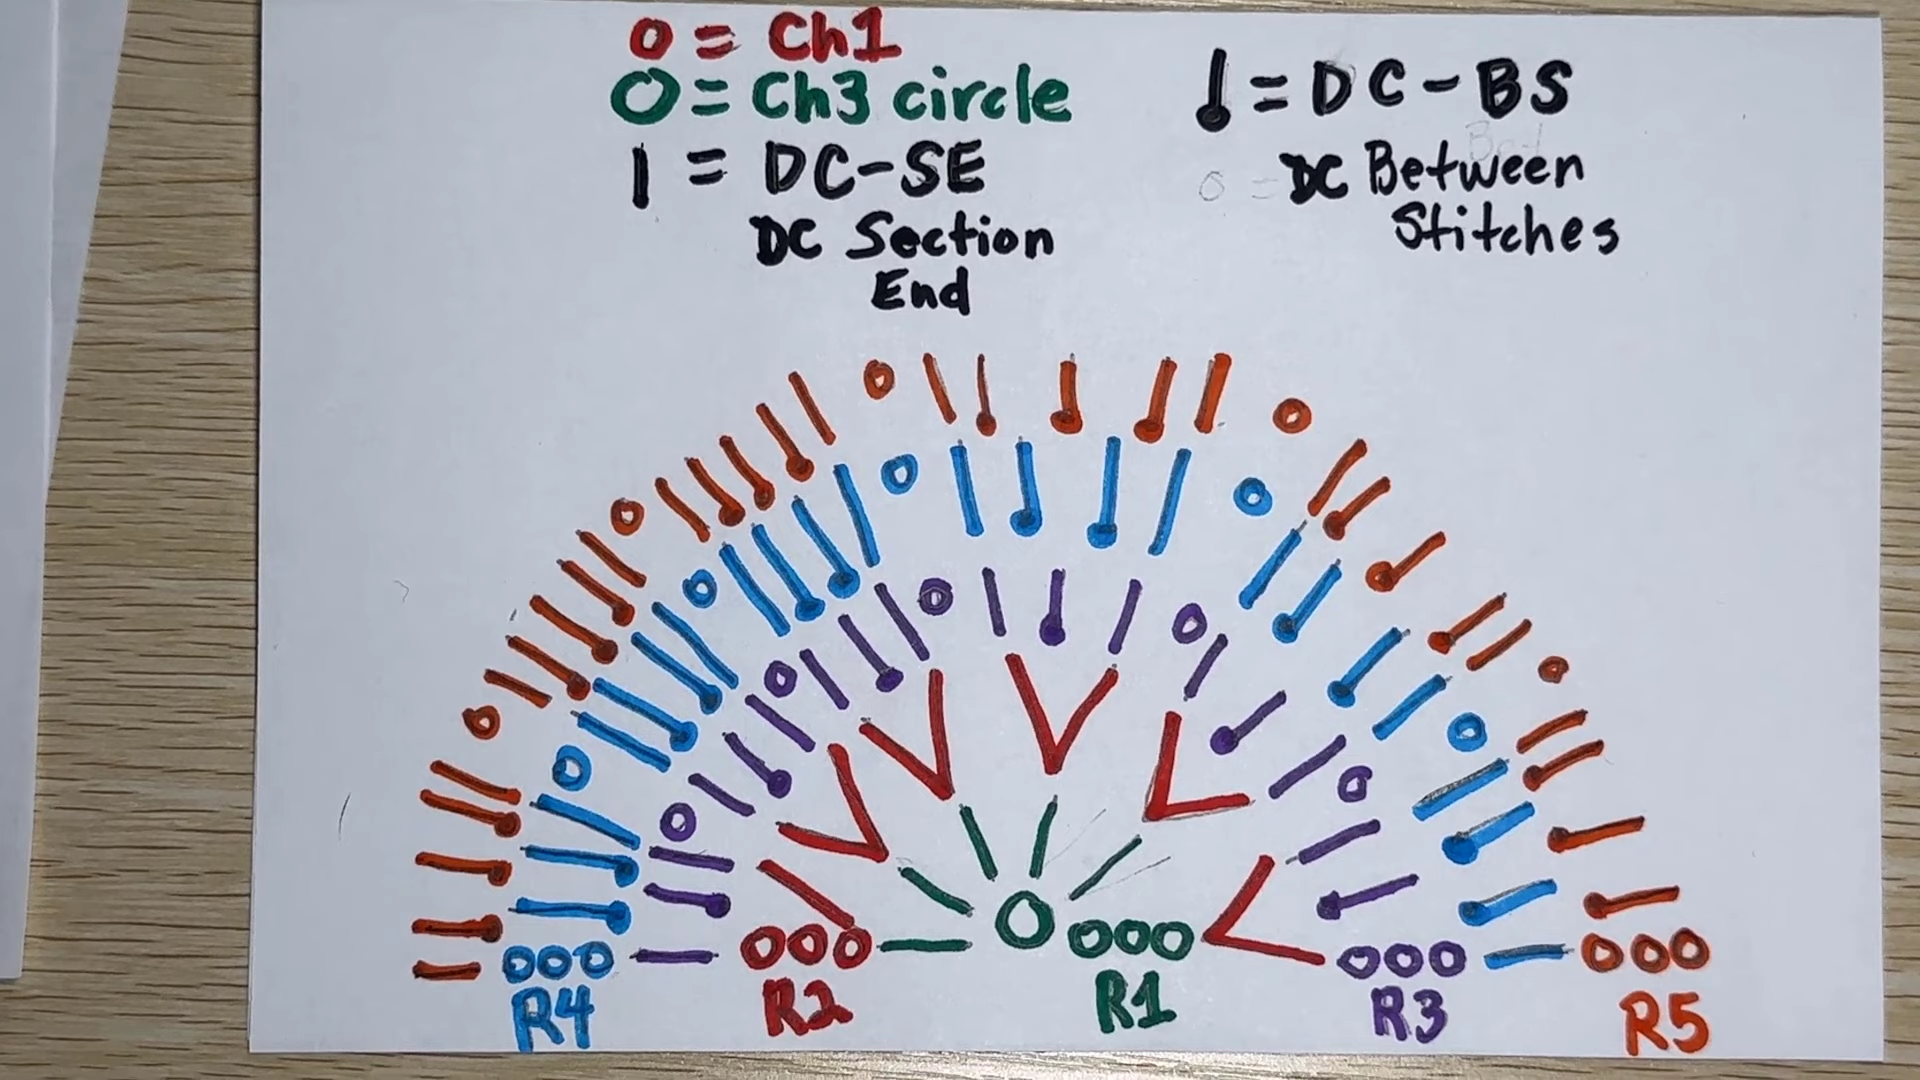 o = Ch1
O = Ch3 circle
| = DC-SE
DC Section
End
= DC-BS
DC Between
Stitches
R4
R2
R1
R3
R5